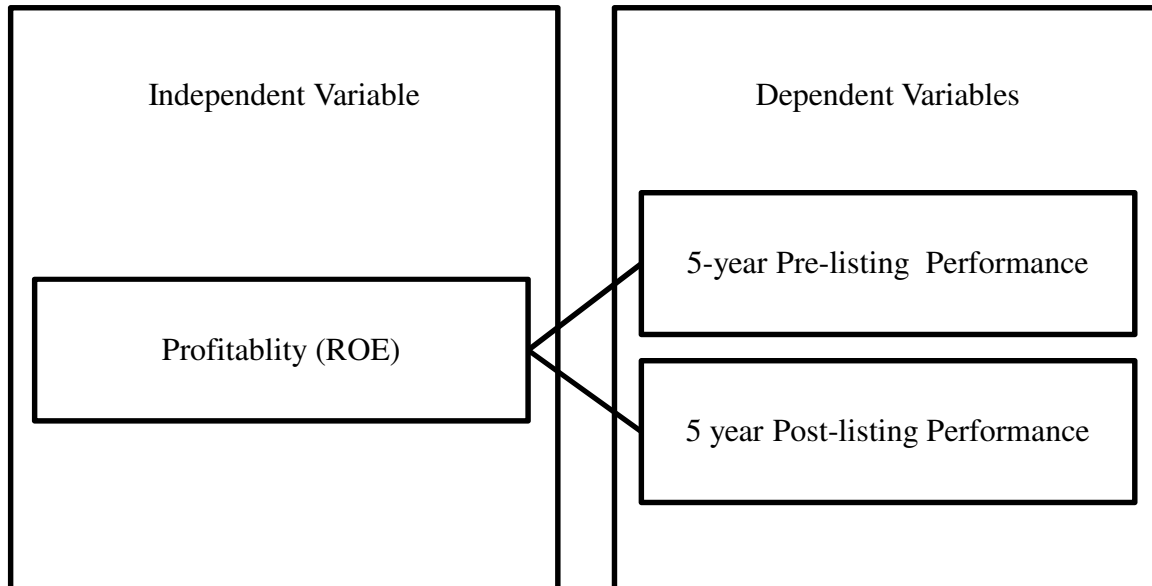 Independent Variable
Profitablity (ROE)
Dependent Variables
5-year Pre-listing  Performance
5 year Post-listing Performance